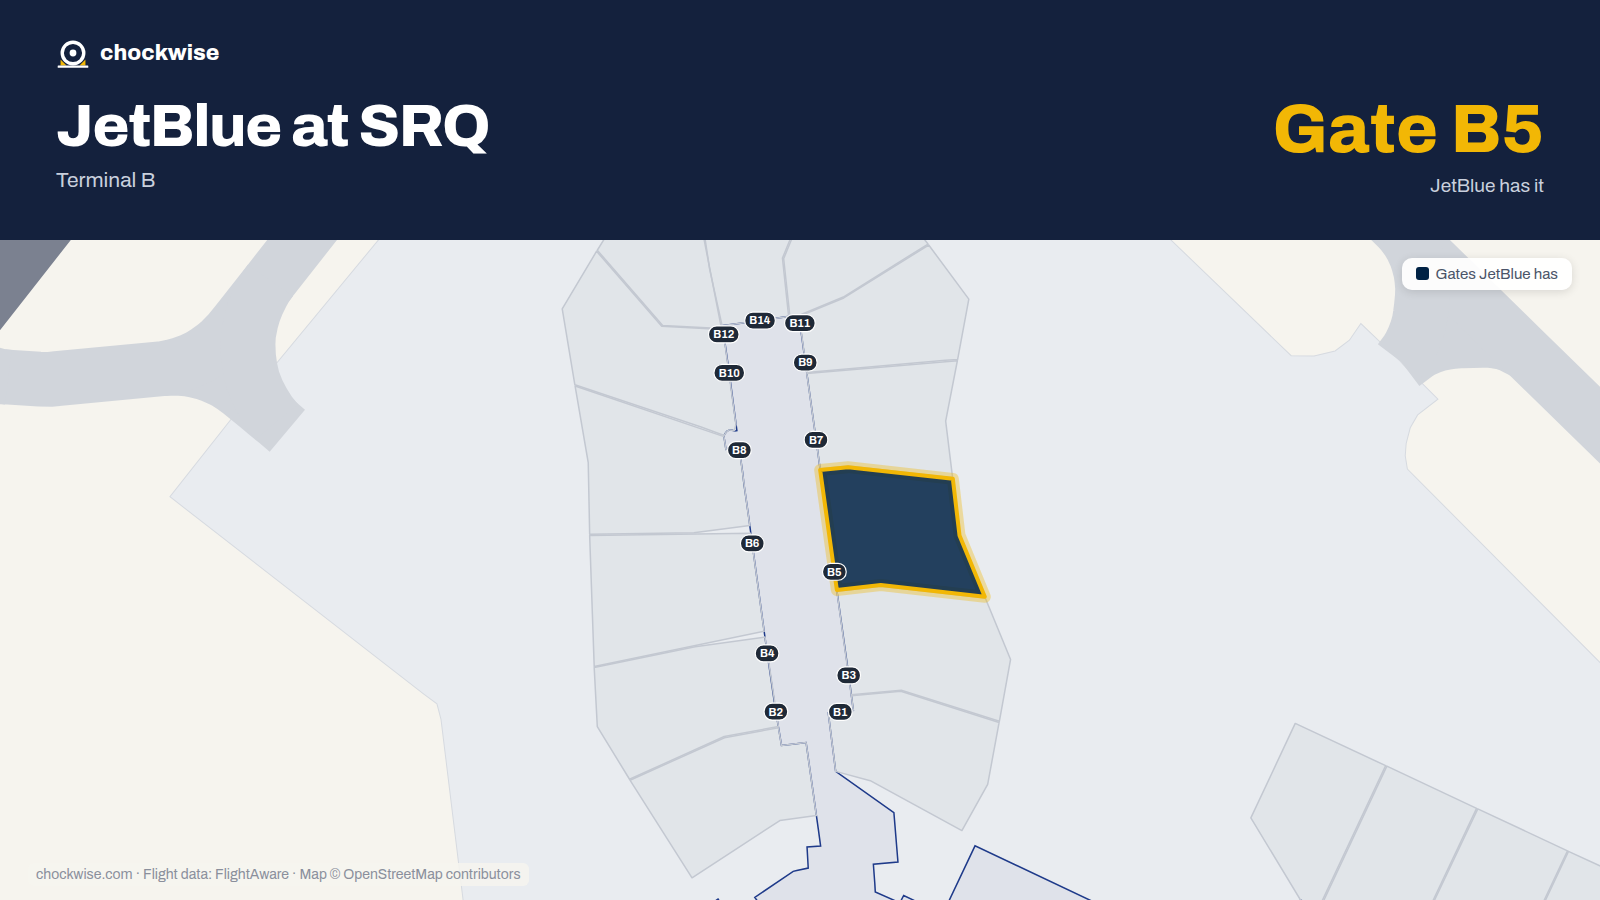 chockwise
JetBlue at SRQ
Terminal B
Gate B5
JetBlue has it
Gates JetBlue has
B14
B11
B12
B9
B10
B7
B8
B6
B5
B4
B3
B2
B1
chockwise.com · Flight data: FlightAware · Map © OpenStreetMap contributors